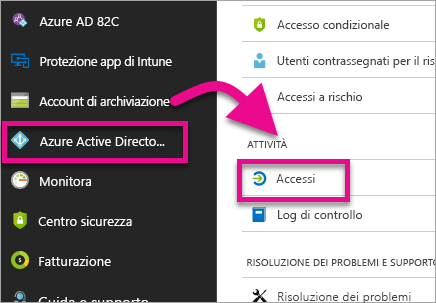 Azure AD 82C
Protezione app di Intune
Account di archiviazione
Azure Active Directo...
Monitora
Centro sicurezza
Fatturazione
Guida e supporto
Accesso condizionale
Utenti contrassegnati per il ri
Accessi a rischio
ATTIVITÀ
Accessi
Log di controllo
RISOLUZIONE DEI PROBLEMI E SUPPORTO
Risoluzione dei problemi